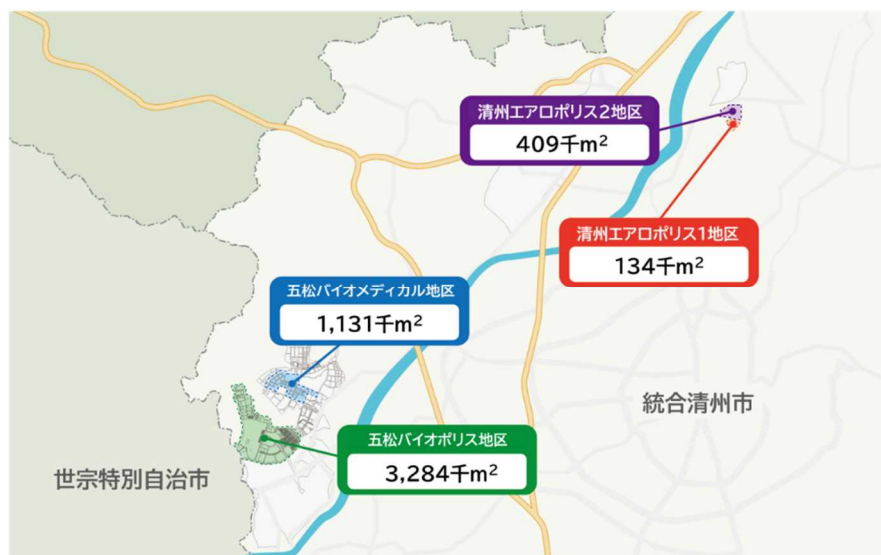 清州エアロポリス2地区
409千m²
清州エアロポリス1地区
134千m²
五松バイオメディカル地区
1,131千m²
統合清州市
五松バイオポリス地区
3,284千m²
世宗特別自治市